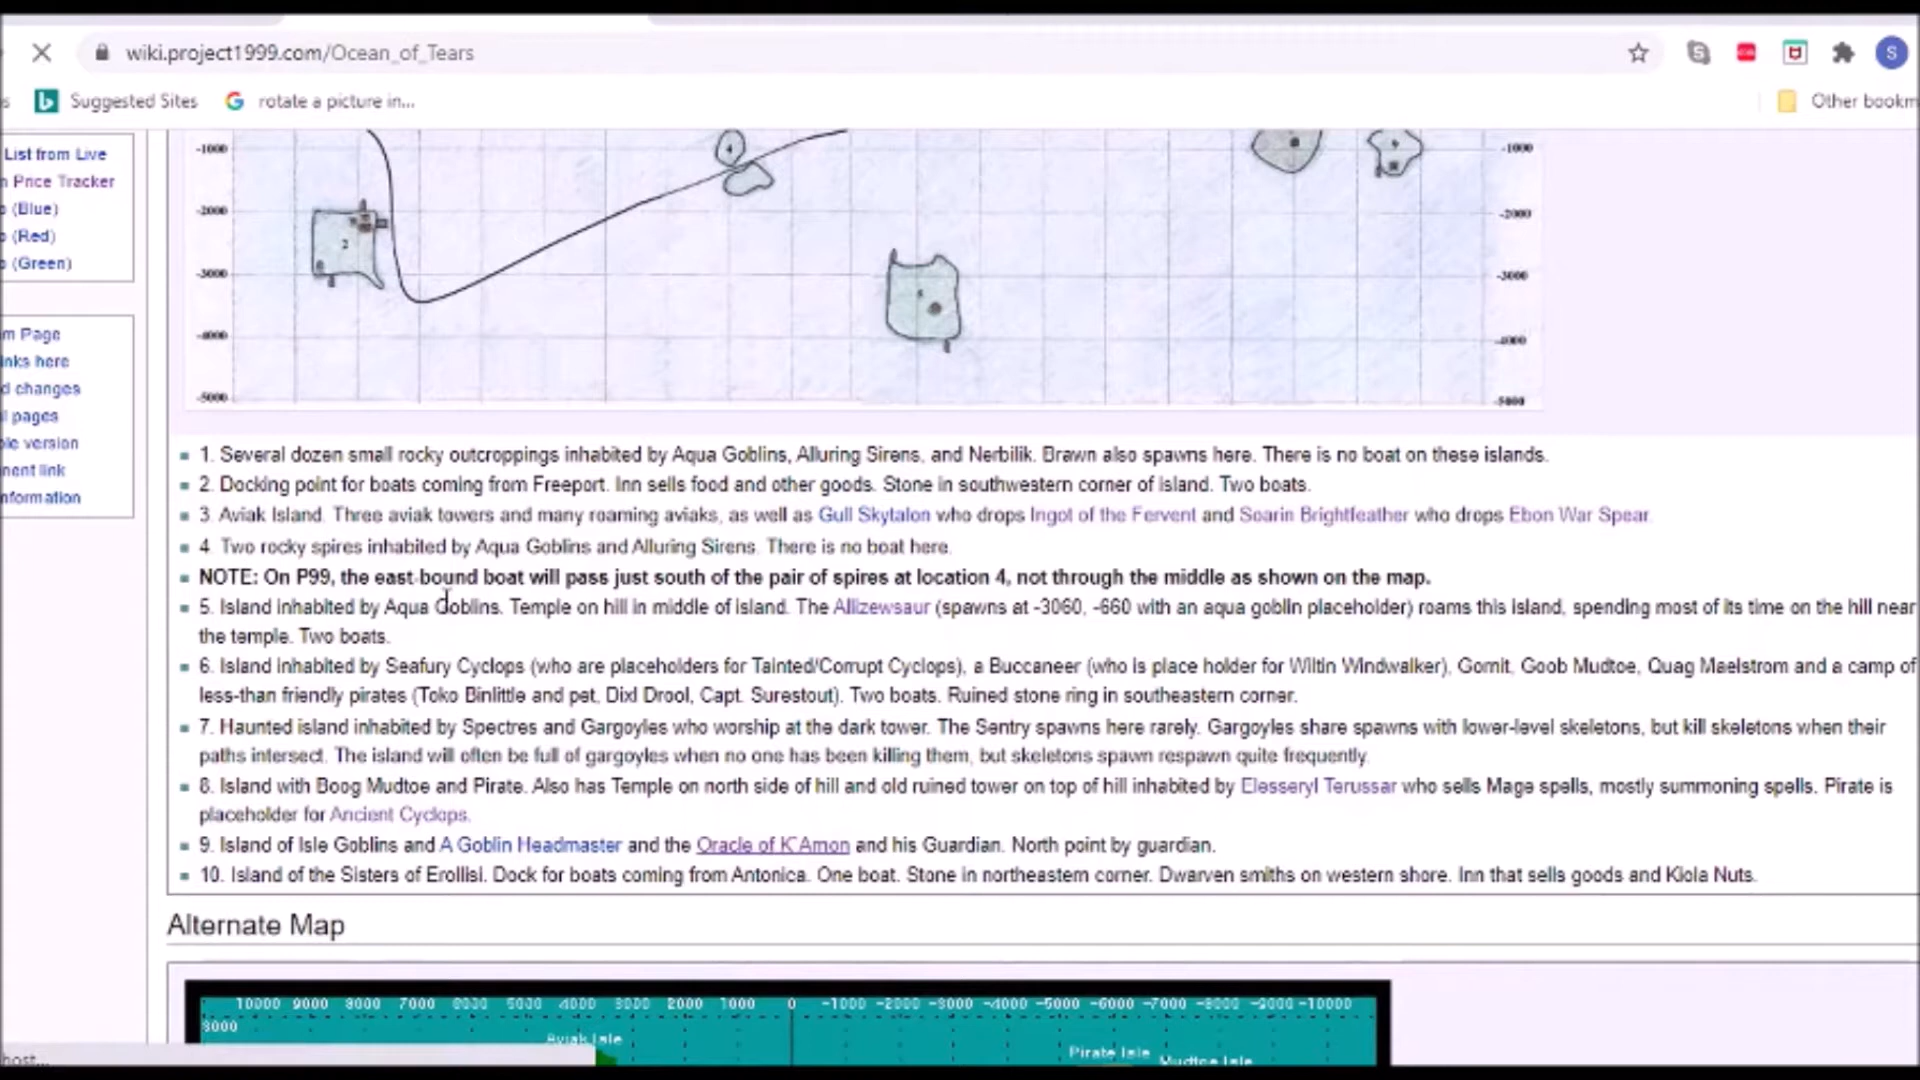 wiki.project1999.com/Ocean_of_Tears
S
Suggested Sites
rotate a picture in...
Other bookm
List from Live
n Price Tracker
(Blue)
(Red)
(Green)
m Page
inks here
d changes
l pages
ble version
nent link
nformation
-1000
-1000
4
-2000
-2000
2
-3000
-3000
-4000
-4000
-5000
-5000
1. Several dozen small rocky outcroppings inhabited by Aqua Goblins, Alluring Sirens, and Nerbilik. Brawn also spawns here. There is no boat on these islands.
2. Docking point for boats coming from Freeport. Inn sells food and other goods. Stone in southwestern corner of island. Two boats.
3. Aviak Island. Three aviak towers and many roaming aviaks, as well as Gull Skytalon who drops Ingot of the Fervent and Soarin Brightfeather who drops Ebon War Spear.
4. Two rocky spires inhabited by Aqua Goblins and Alluring Sirens. There is no boat here.
NOTE: On P99, the east-bound boat will pass just south of the pair of spires at location 4, not through the middle as shown on the map.
5. Island inhabited by Aqua Goblins. Temple on hill in middle of island. The Allizewsaur (spawns at -3060, -660 with an aqua goblin placeholder) roams this island, spending most of its time on the hill near
the temple. Two boats.
6. Island inhabited by Seafury Cyclops (who are placeholders for Tainted/Corrupt Cyclops), a Buccaneer (who is place holder for Wiltin Windwalker), Gornit, Goob Mudtoe, Quag Maelstrom and a camp of
less-than friendly pirates (Toko Binlittle and pet, Dixl Drool, Capt. Surestout). Two boats. Ruined stone ring in southeastern corner.
7. Haunted island inhabited by Spectres and Gargoyles who worship at the dark tower. The Sentry spawns here rarely. Gargoyles share spawns with lower-level skeletons, but kill skeletons when their
paths intersect. The island will often be full of gargoyles when no one has been killing them, but skeletons spawn respawn quite frequently.
8. Island with Boog Mudtoe and Pirate. Also has Temple on north side of hill and old ruined tower on top of hill inhabited by Elesseryl Terussar who sells Mage spells, mostly summoning spells. Pirate is
placeholder for Ancient Cyclops.
9. Island of Isle Goblins and A Goblin Headmaster and the Oracle of K'Arnon and his Guardian. North point by guardian.
10. Island of the Sisters of Erollisi. Dock for boats coming from Antonica. One boat. Stone in northeastern corner. Dwarven smiths on western shore. Inn that sells goods and Kiola Nuts.
Alternate Map
10000 9000 8000 7000 6000 5000 4000 3000 2000 1000 0 -1000 -2000 -3000 -4000 -5000 -6000 -7000 -8000 -9000 -10000
3000
Aviak Isle
Pirate Isle
Mudtoe Isle
host...